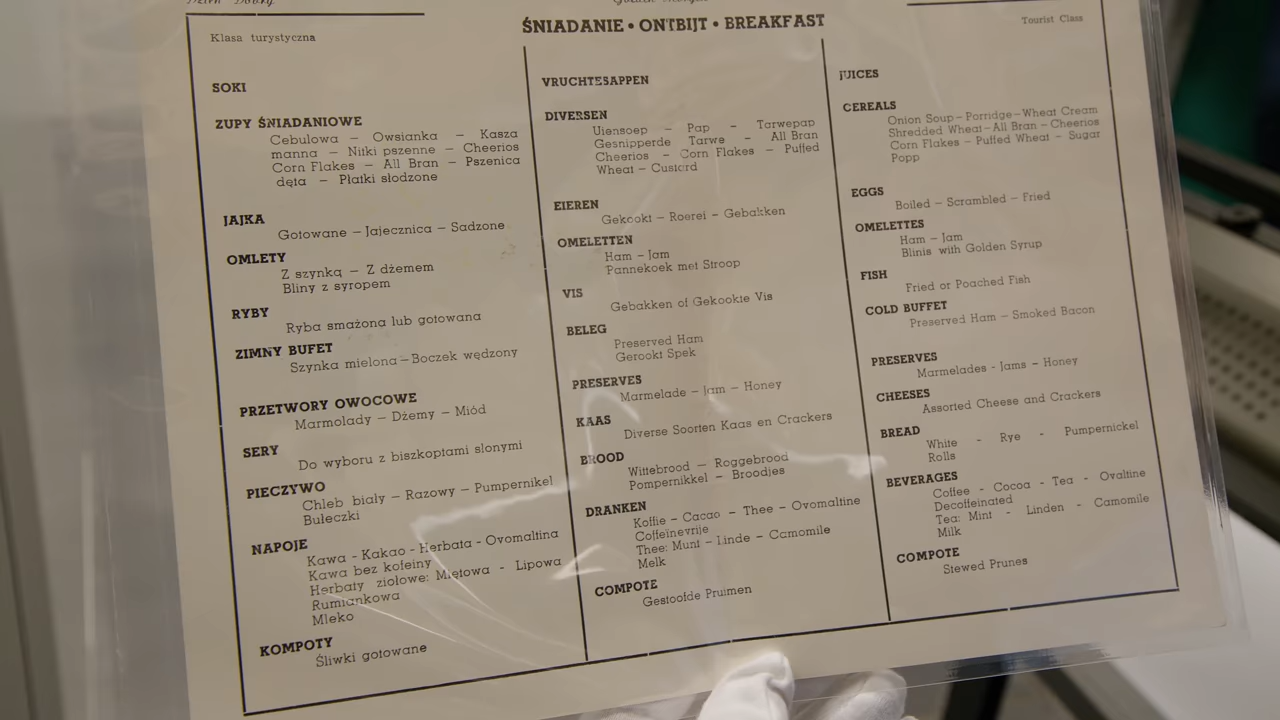 Dzień Dobry
ŚNIADANIE • ONTBIJT • BREAKFAST
Klasa turystyczna
Tourist Class
SOKI
ZUPY ŚNIADANIOWE
Cebulowa — Owsianka — Kasza
manna — Nitki pszenne — Cheerios
Corn Flakes — All Bran — Pszenica
dęta — Płatki słodzone
JAJKA
Gotowane — Jajecznica — Sadzone
OMLETY
Z szynką — Z dżemem
Bliny z syropem
RYBY
Ryba smażona lub gotowana
ZIMNY BUFET
Szynka mielona — Boczek wędzony
PRZETWORY OWOCOWE
Marmolady — Dżemy — Miód
SERY
Do wyboru z biszkoptami słonymi
PIECZYWO
Chleb biały — Razowy — Pumpernikel
Bułeczki
NAPOJE
Kawa - Kakao - Herbata - Ovomaltina
Kawa bez kofeiny
Herbaty ziołowe: Miętowa - Lipowa
Rumiankowa
Mleko
KOMPOTY
Śliwki gotowane
VRUCHTESAPPEN
DIVERSEN
Uiensoep — Pap — Tarwepap
Gesnipperde Tarwe — All Bran
Cheerios — Corn Flakes — Puffed
Wheat — Custard
EIEREN
Gekookt — Roerei — Gebakken
OMELETTEN
Ham — Jam
Pannekoek met Stroop
VIS
Gebakken of Gekookte Vis
BELEG
Preserved Ham
Gerookt Spek
PRESERVES
Marmelade — Jam — Honey
KAAS
Diverse Soorten Kaas en Crackers
BROOD
Wittebrood — Roggebrood
Pompernikkel — Broodjes
DRANKEN
Koffie — Cacao — Thee — Ovomaltine
Coffeinevrije
Thee: Munt — Linde — Camomile
Melk
COMPOTE
Gestoofde Pruimen
JUICES
CEREALS
Onion Soup — Porridge — Wheat Cream
Shredded Wheat — All Bran — Cheerios
Corn Flakes — Puffed Wheat — Sugar
Popp
EGGS
Boiled — Scrambled — Fried
OMELETTES
Ham — Jam
Blinis with Golden Syrup
FISH
Fried or Poached Fish
COLD BUFFET
Preserved Ham — Smoked Bacon
PRESERVES
Marmelades - Jams — Honey
CHEESES
Assorted Cheese and Crackers
BREAD
White - Rye - Pumpernickel
Rolls
BEVERAGES
Coffee - Cocoa - Tea - Ovaltine
Decoffeinated
Tea: Mint - Linden - Camomile
Milk
COMPOTE
Stewed Prunes